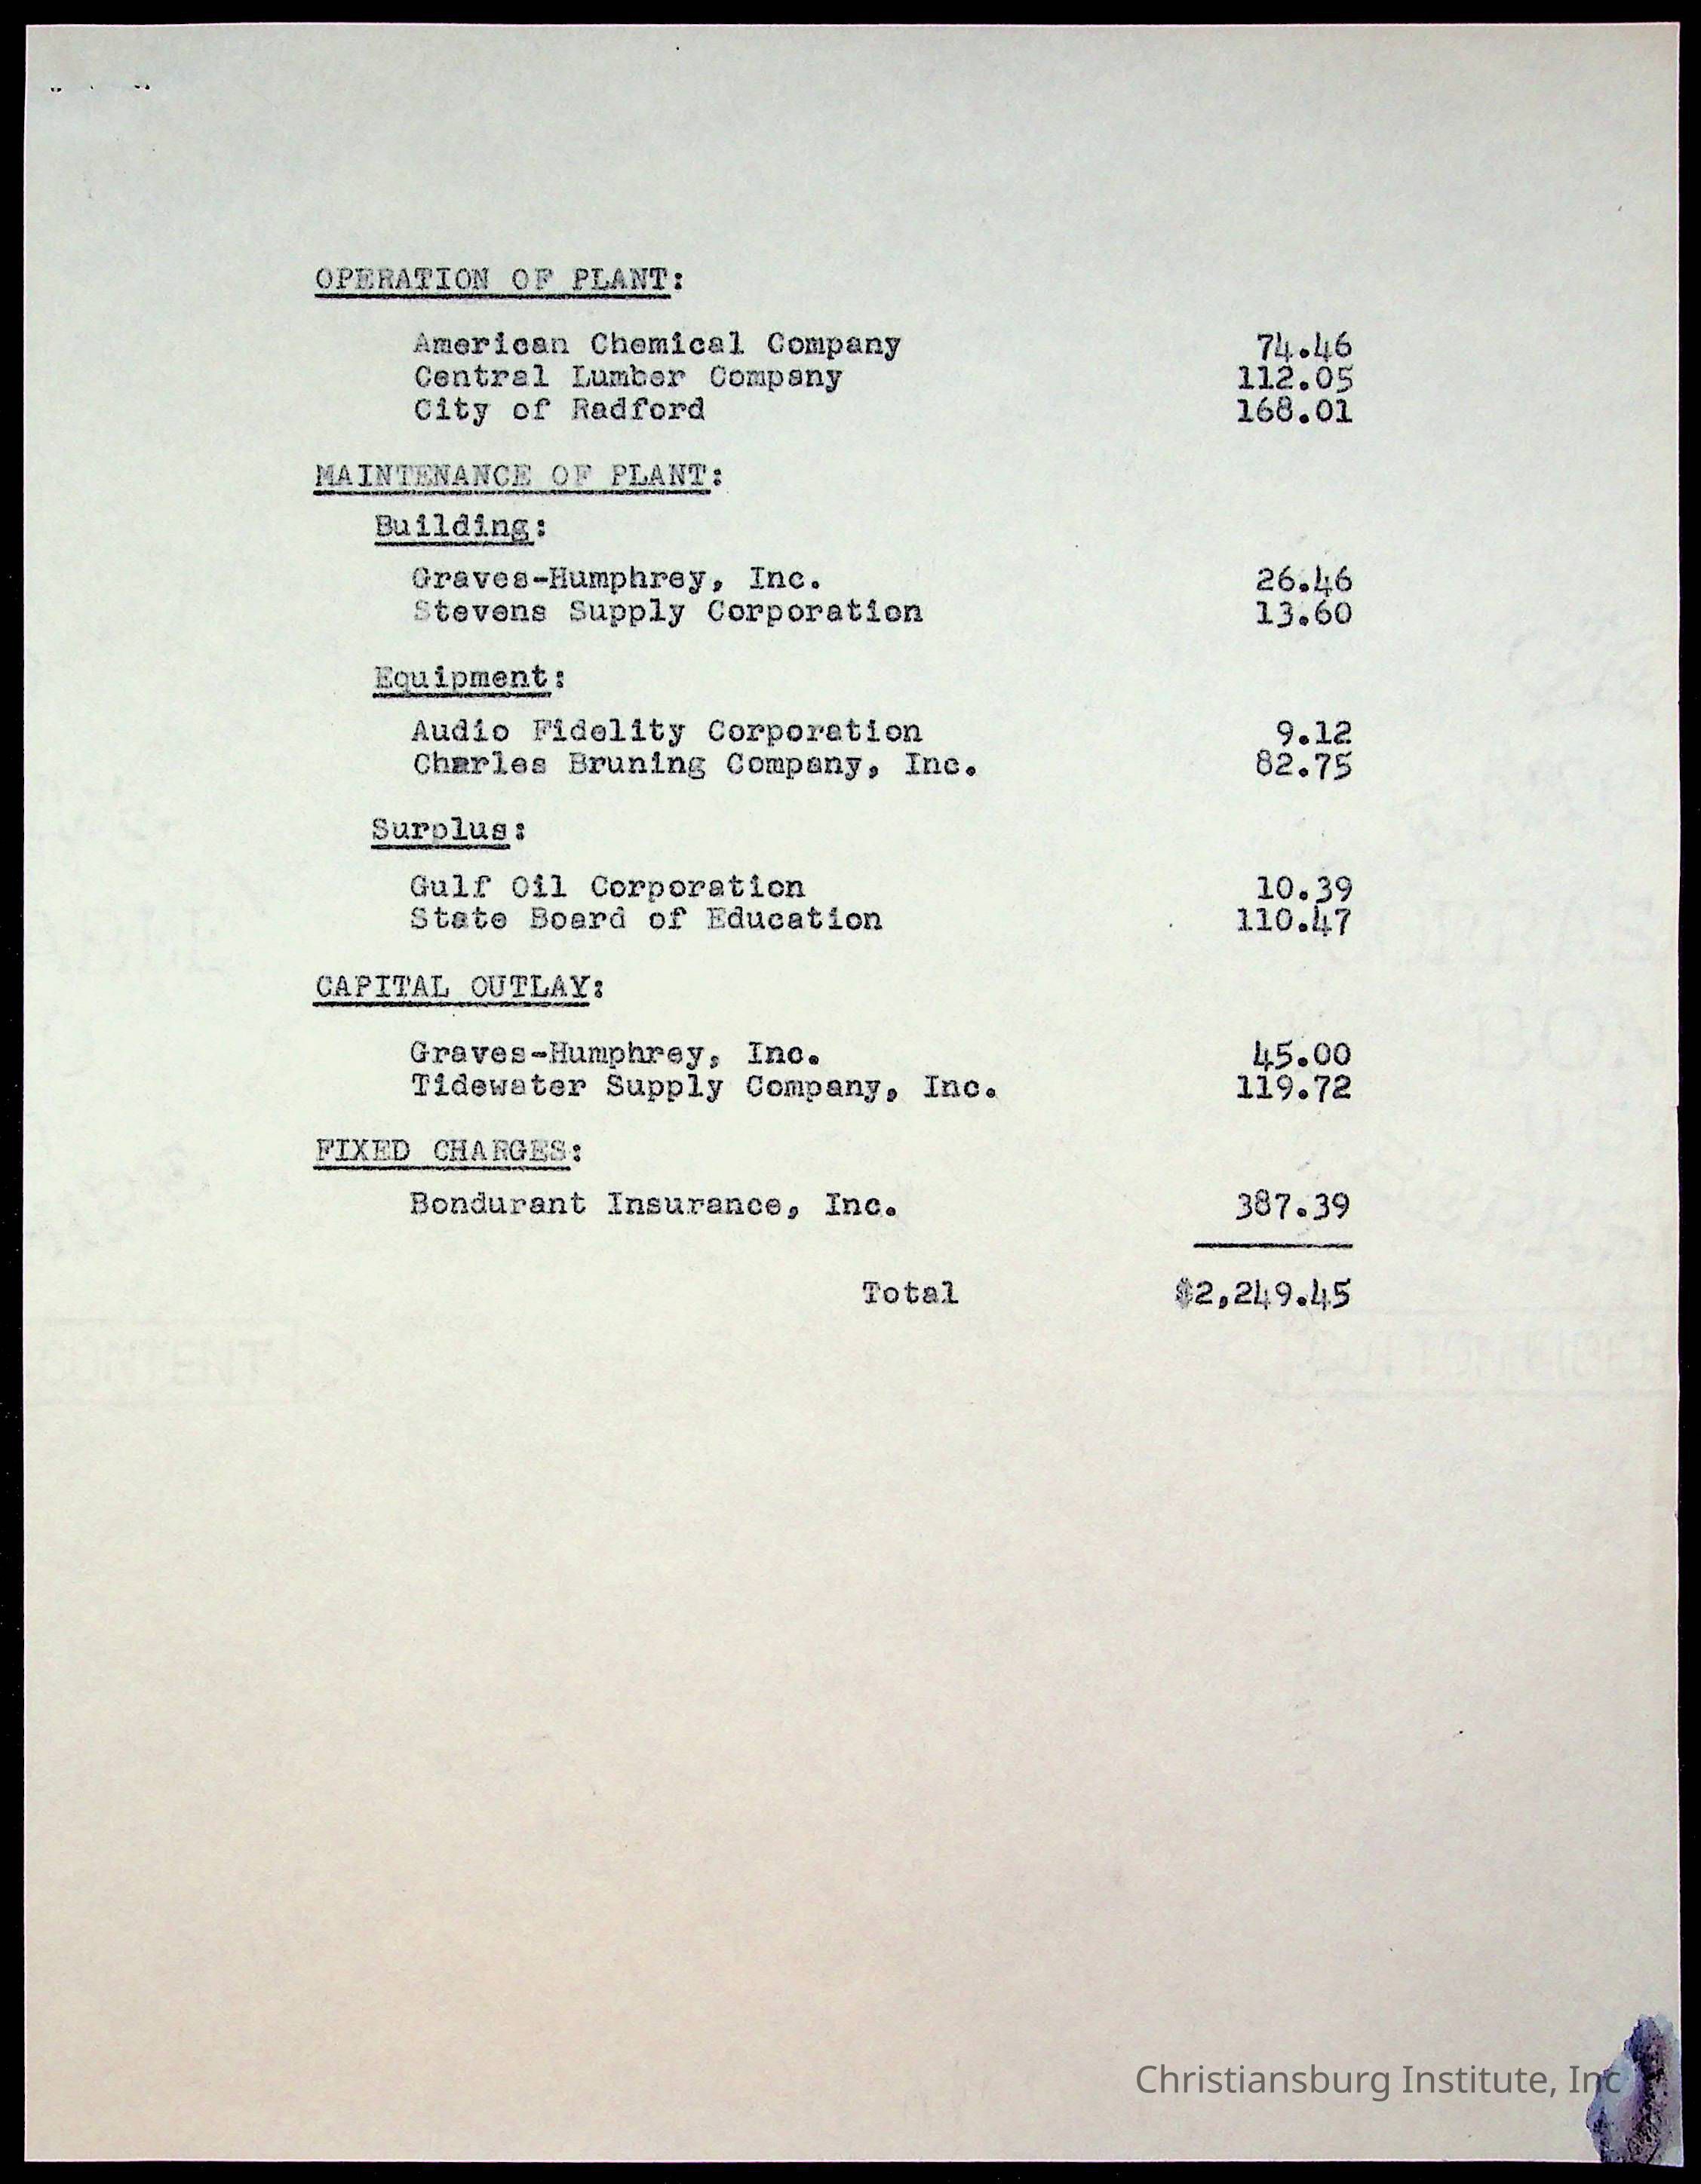 OPERATION OF PLANT:
American Chemical Company 74.46
Central Lumber Company 112.05
City of Radford 168.01
MAINTENANCE OF PLANT:
Building:
Graves-Humphrey, Inc. 26.46
Stevens Supply Corporation 13.60
Equipment:
Audio Fidelity Corporation 9.12
Charles Bruning Company, Inc. 82.75
Surplus:
Gulf Oil Corporation 10.39
State Board of Education 110.47
CAPITAL OUTLAY:
Graves-Humphrey, Inc. 45.00
Tidewater Supply Company, Inc. 119.72
FIXED CHARGES:
Bondurant Insurance, Inc. 387.39
Total $2,249.45
Christiansburg Institute, Inc